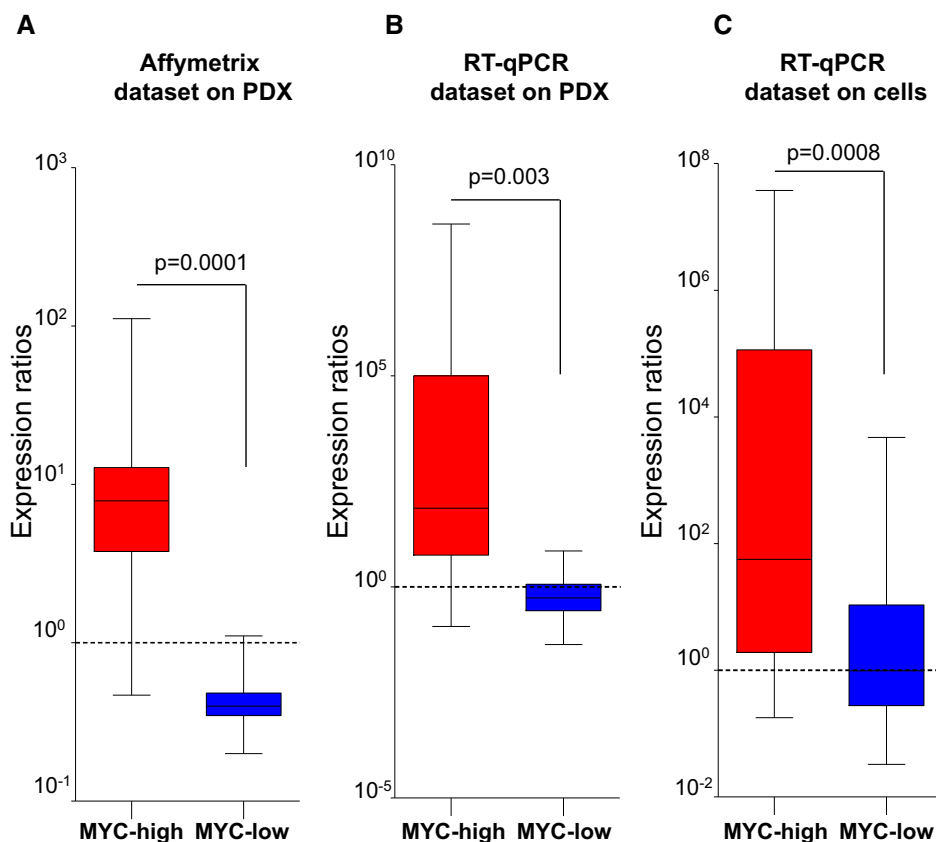 A
Affymetrix
dataset on PDX
Expression ratios
10³
10²
10¹
10⁰
10⁻¹
p=0.0001
MYC-high MYC-low
B
RT-qPCR
dataset on PDX
Expression ratios
10¹⁰
10⁵
10⁰
10⁻⁵
p=0.003
MYC-high MYC-low
C
RT-qPCR
dataset on cells
Expression ratios
10⁸
10⁶
10⁴
10²
10⁰
10⁻²
p=0.0008
MYC-high MYC-low